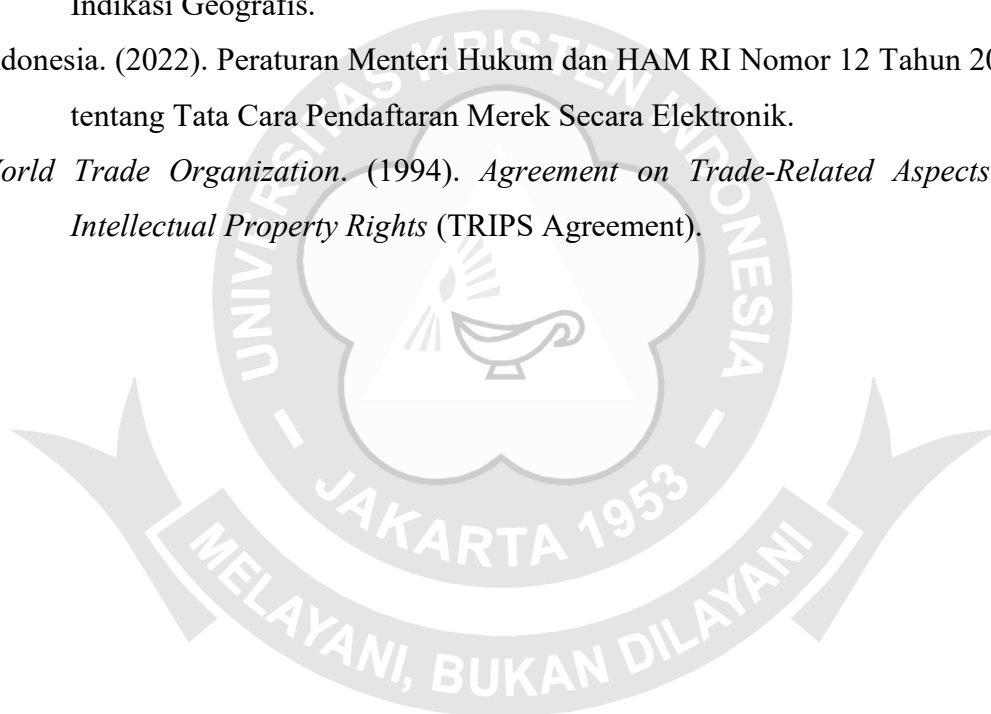 Indikasi Geografis.
ndonesia. (2022). Peraturan Menteri Hukum dan HAM RI Nomor 12 Tahun 20
tentang Tata Cara Pendaftaran Merek Secara Elektronik.
orld Trade Organization. (1994). Agreement on Trade-Related Aspects
Intellectual Property Rights (TRIPS Agreement).
UNIVERSITAS KRISTEN INDONESIA
JAKARTA 1953
MELAYANI, BUKAN DILAYANI